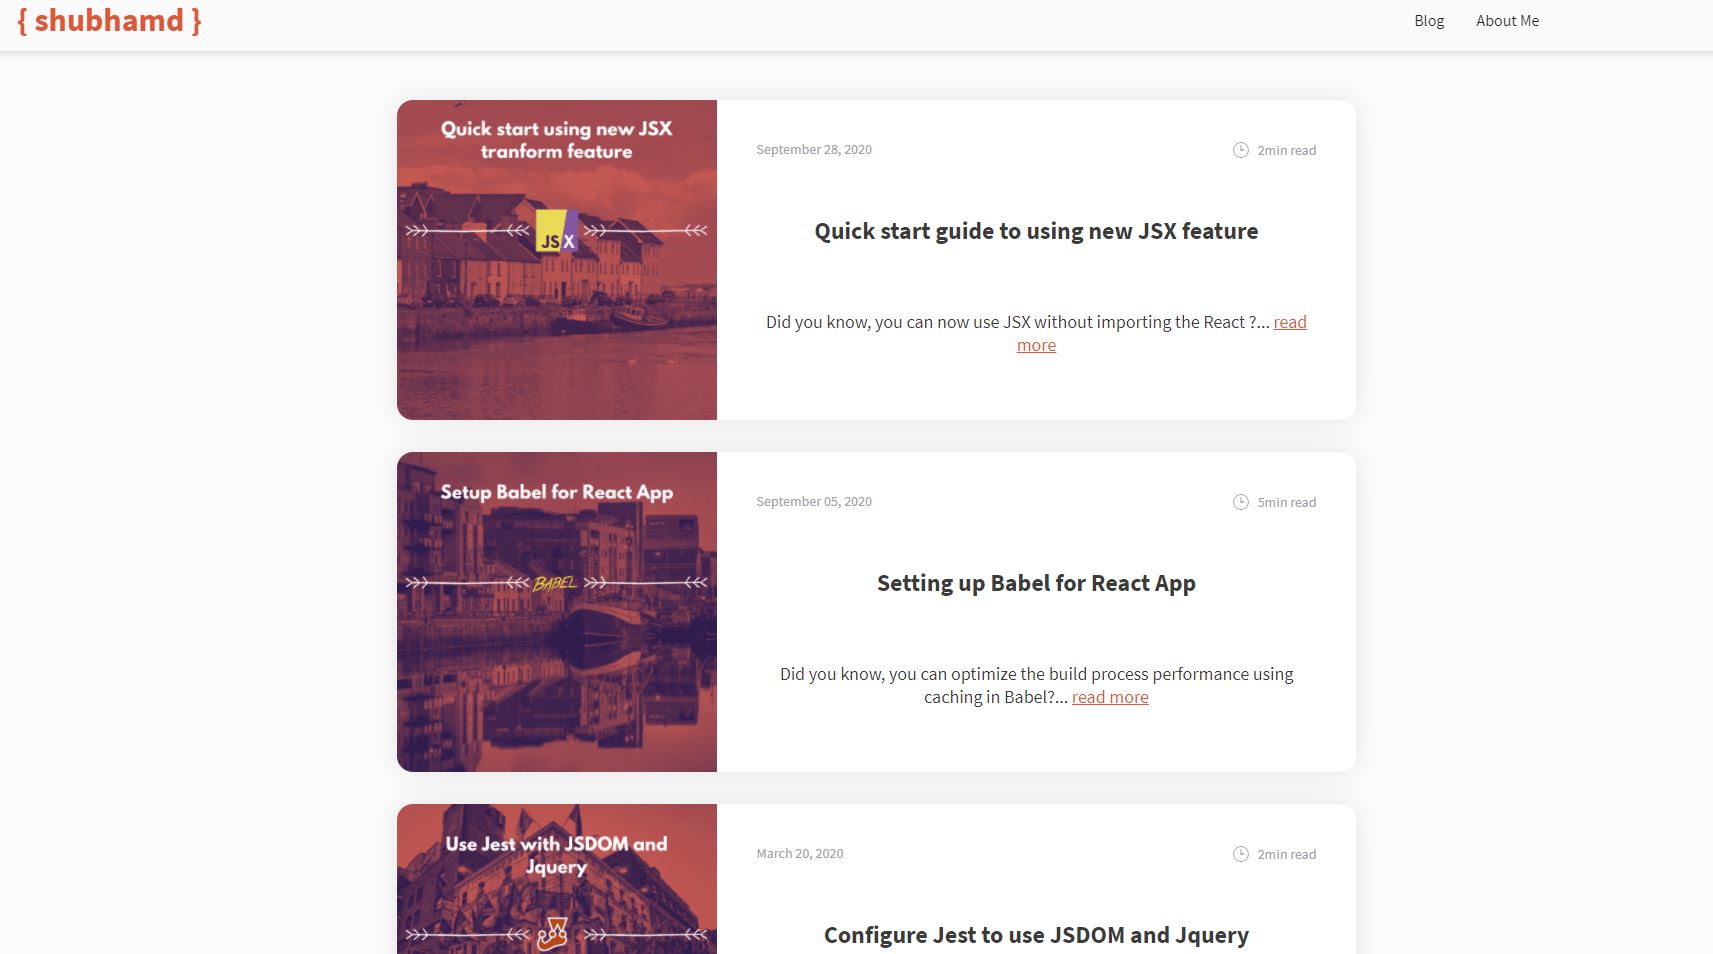 { shubhamd }
Blog
About Me
Quick start using new JSX
tranform feature
JSX
September 28, 2020
2min read
Quick start guide to using new JSX feature
Did you know, you can now use JSX without importing the React ?... read
more
Setup Babel for React App
BABEL
September 05, 2020
5min read
Setting up Babel for React App
Did you know, you can optimize the build process performance using
caching in Babel?... read more
Use Jest with JSDOM and
Jquery
March 20, 2020
2min read
Configure Jest to use JSDOM and Jquery